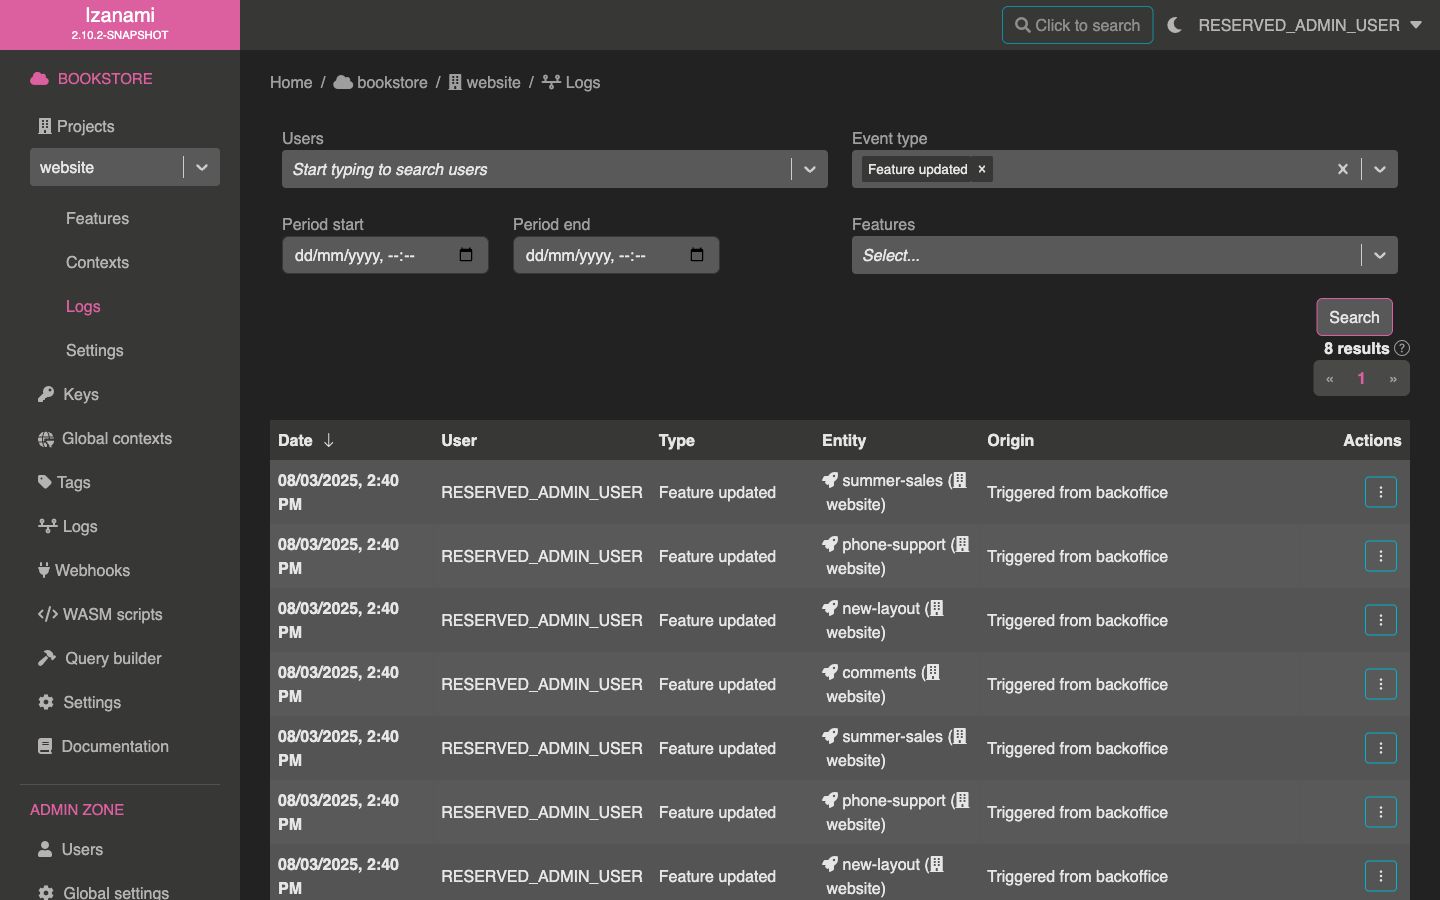 Izanami
2.10.2-SNAPSHOT
Click to search
RESERVED_ADMIN_USER
BOOKSTORE
Projects
website
Features
Contexts
Logs
Settings
Keys
Global contexts
Tags
Logs
Webhooks
WASM scripts
Query builder
Settings
Documentation
ADMIN ZONE
Users
Global settings
Home / bookstore / website / Logs
Users
Start typing to search users
Event type
Feature updated ×
Period start
dd/mm/yyyy, --:--
Period end
dd/mm/yyyy, --:--
Features
Select...
Search
8 results ?
« 1 »
Date ↓ User Type Entity Origin Actions
08/03/2025, 2:40 PM RESERVED_ADMIN_USER Feature updated summer-sales ( website) Triggered from backoffice
08/03/2025, 2:40 PM RESERVED_ADMIN_USER Feature updated phone-support ( website) Triggered from backoffice
08/03/2025, 2:40 PM RESERVED_ADMIN_USER Feature updated new-layout ( website) Triggered from backoffice
08/03/2025, 2:40 PM RESERVED_ADMIN_USER Feature updated comments ( website) Triggered from backoffice
08/03/2025, 2:40 PM RESERVED_ADMIN_USER Feature updated summer-sales ( website) Triggered from backoffice
08/03/2025, 2:40 PM RESERVED_ADMIN_USER Feature updated phone-support ( website) Triggered from backoffice
08/03/2025, 2:40 PM RESERVED_ADMIN_USER Feature updated new-layout ( website) Triggered from backoffice